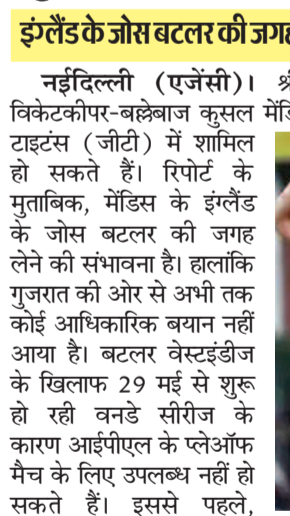 इंग्लैंड के जोस बटलर की जगह
नईदिल्ली (एजेंसी)। श्री
विकेटकीपर-बल्लेबाज कुसल मेंडि
टाइटंस (जीटी) में शामिल
हो सकते हैं। रिपोर्ट के
मुताबिक, मेंडिस के इंग्लैंड
के जोस बटलर की जगह
लेने की संभावना है। हालांकि
गुजरात की ओर से अभी तक
कोई आधिकारिक बयान नहीं
आया है। बटलर वेस्टइंडीज
के खिलाफ 29 मई से शुरू
हो रही वनडे सीरीज के
कारण आईपीएल के प्लेऑफ
मैच के लिए उपलब्ध नहीं हो
सकते हैं। इससे पहले,